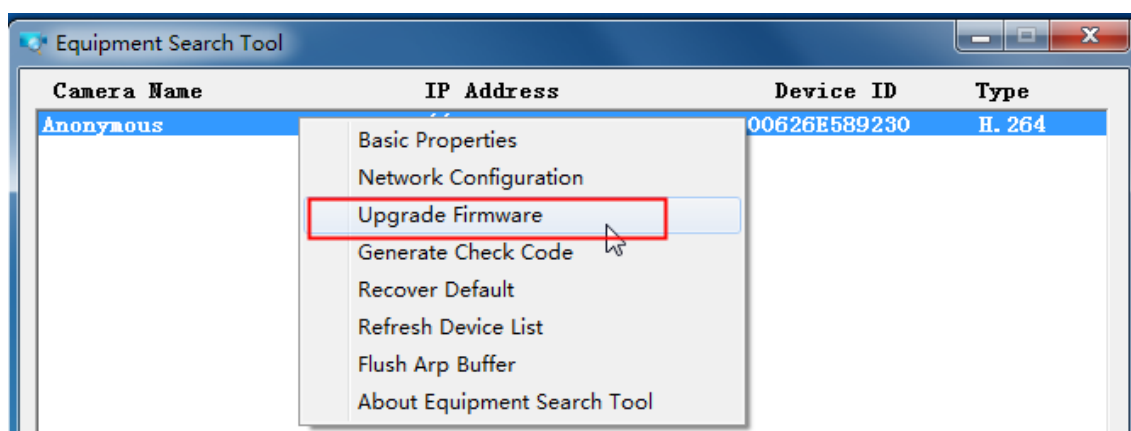 Equipment Search Tool
Camera Name IP Address Device ID Type
Anonymous 00626E589230 H.264
Basic Properties
Network Configuration
Upgrade Firmware
Generate Check Code
Recover Default
Refresh Device List
Flush Arp Buffer
About Equipment Search Tool